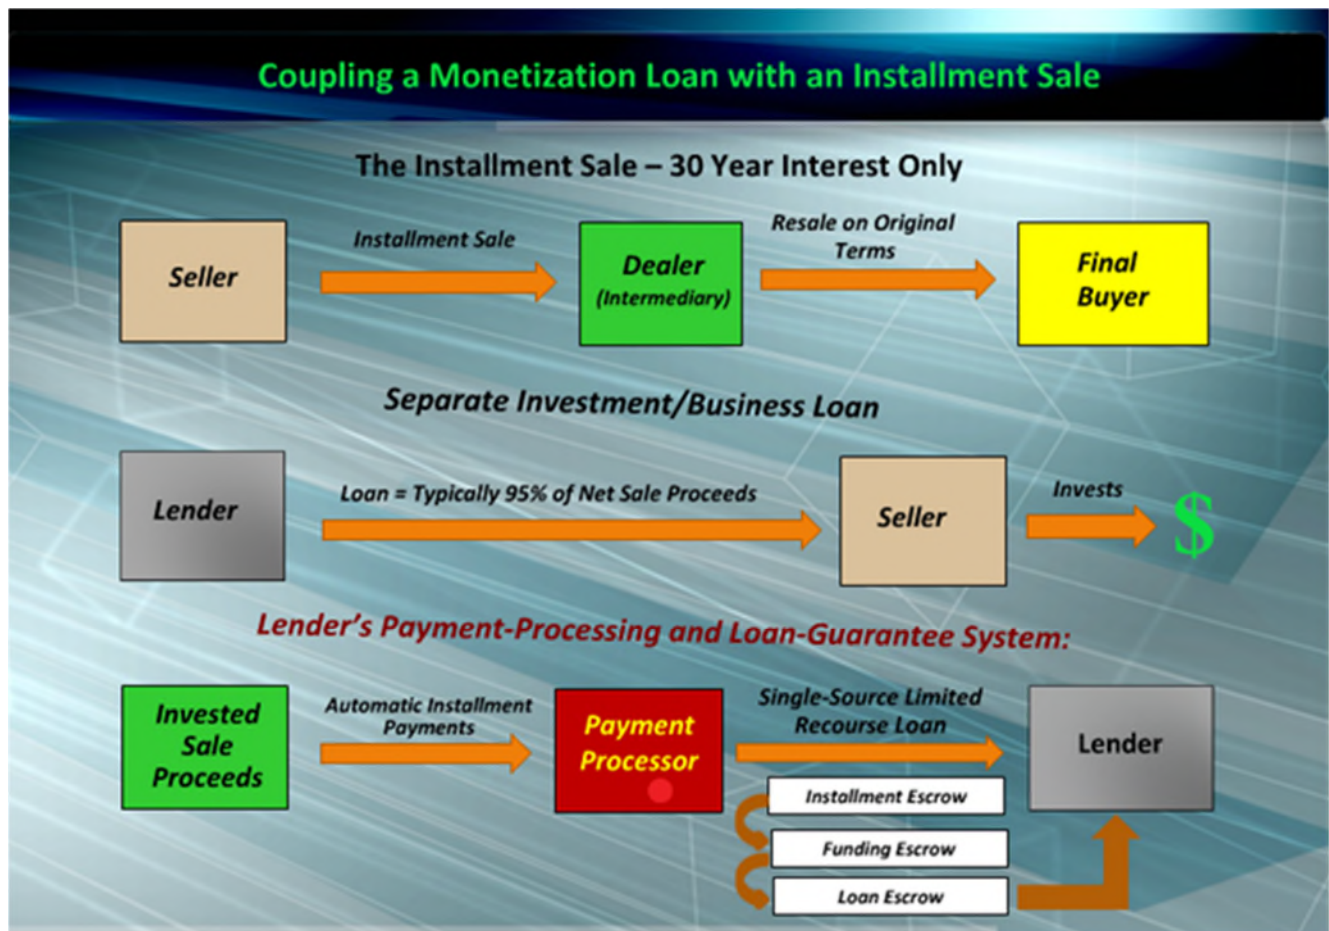 Coupling a Monetization Loan with an Installment Sale
The Installment Sale – 30 Year Interest Only
Seller
Installment Sale
Dealer
(Intermediary)
Resale on Original
Terms
Final
Buyer
Separate Investment/Business Loan
Lender
Loan = Typically 95% of Net Sale Proceeds
Seller
Invests
$
Lender's Payment-Processing and Loan-Guarantee System:
Invested
Sale
Proceeds
Automatic Installment
Payments
Payment
Processor
Single-Source Limited
Recourse Loan
Lender
Installment Escrow
Funding Escrow
Loan Escrow